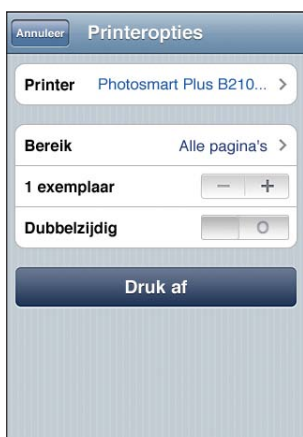 Annuleer Printeropties
Printer Photosmart Plus B210...
Bereik Alle pagina's
1 exemplaar − +
Dubbelzijdig
Druk af